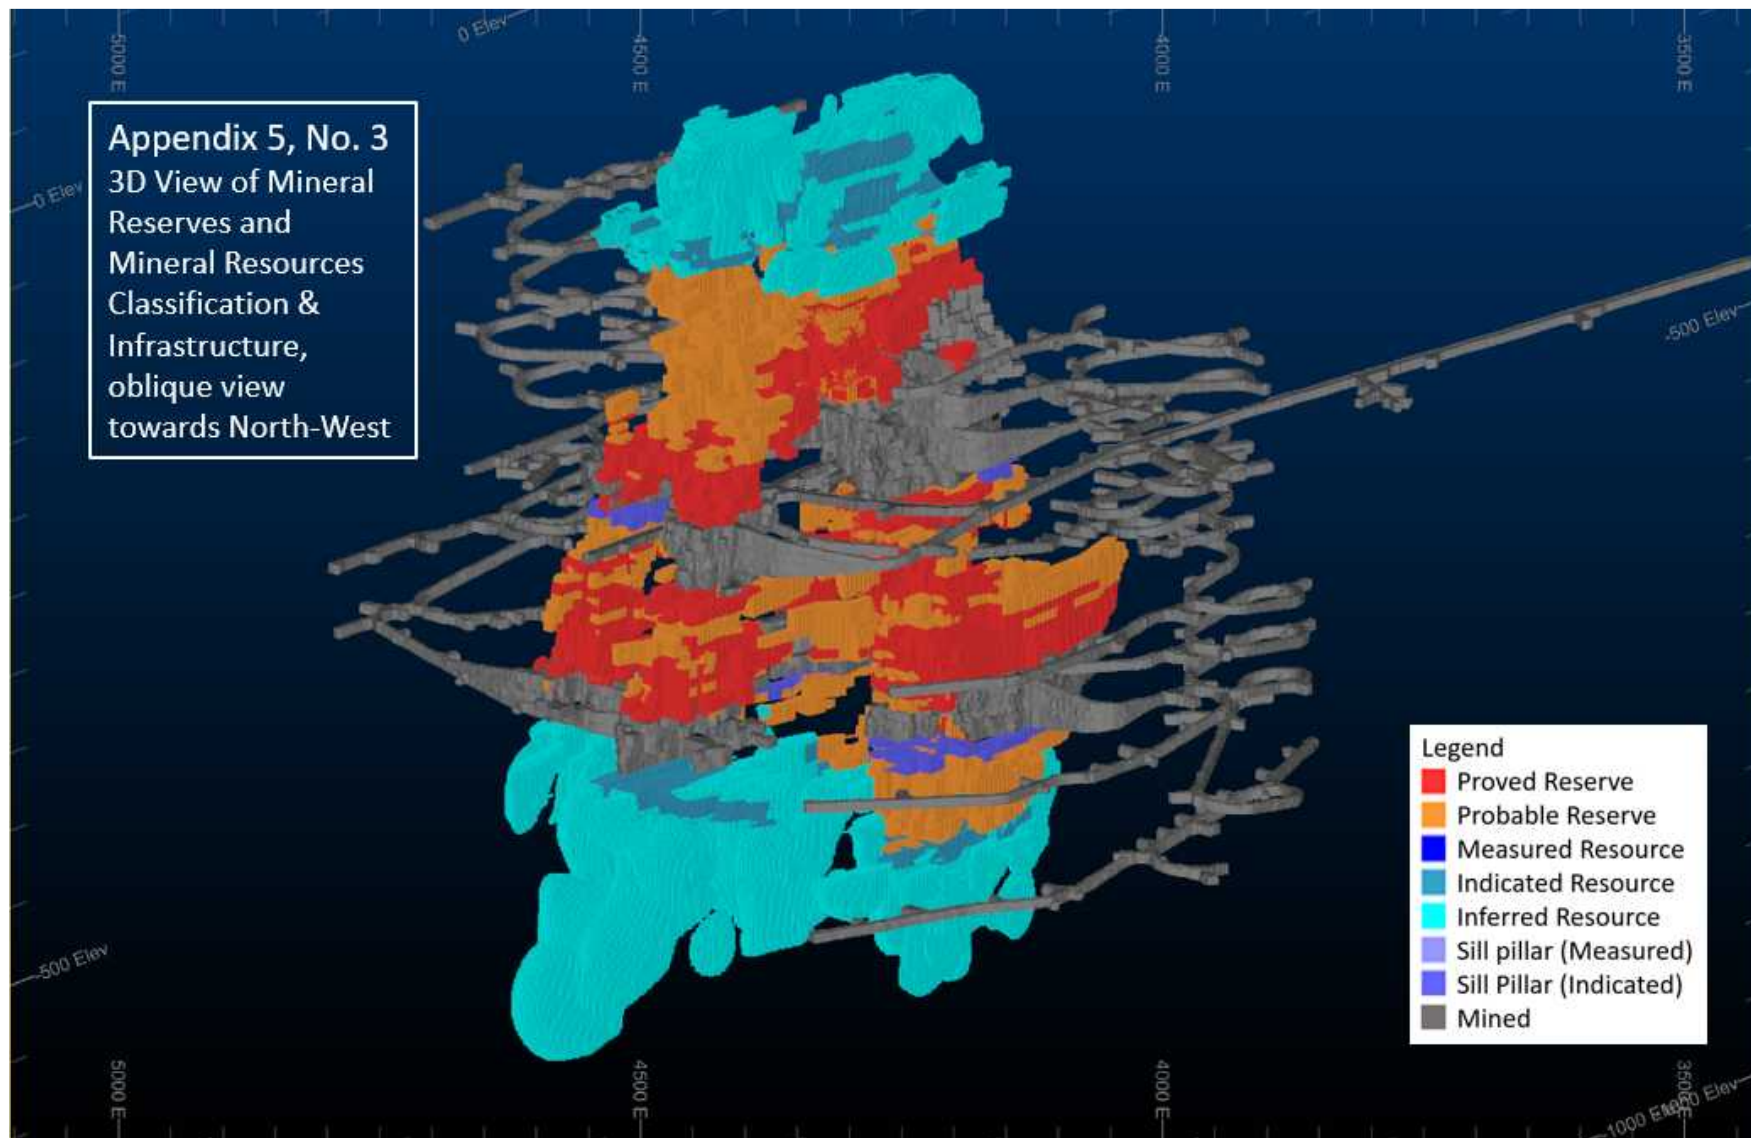 0 Elev
5000 E
4500 E
4000 E
3500 E
0 Elev
Appendix 5, No. 3
3D View of Mineral
Reserves and
Mineral Resources
Classification &
Infrastructure,
oblique view
towards North-West
-500 Elev
Legend
Proved Reserve
Probable Reserve
Measured Resource
Indicated Resource
Inferred Resource
Sill pillar (Measured)
Sill Pillar (Indicated)
Mined
-500 Elev
5000 E
4500 E
4000 E
3500 E